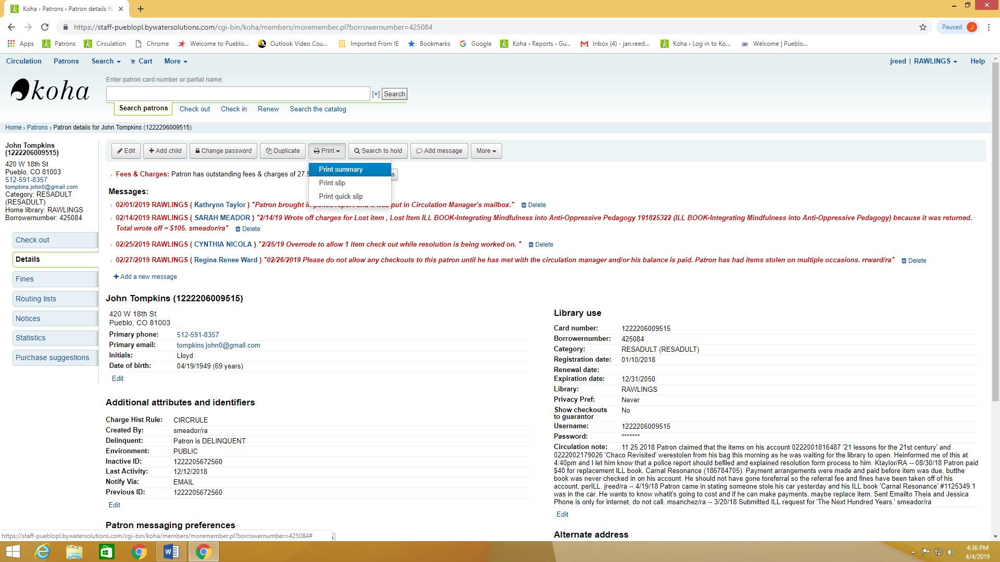 Koha › Patrons › Patron details fo
https://staff-pueblopl.bywatersolutions.com/cgi-bin/koha/members/moremember.pl?borrowernumber=425084
Paused J
Apps Patrons Circulation Chrome Welcome to Pueblo... Outlook Video Cou... Imported From IE Bookmarks Google Koha › Reports › Gu... Inbox (4) - jan.reed... Koha › Log in to Ko... Welcome | Pueblo...
Circulation Patrons Search Cart More jreed | RAWLINGS Help
koha
Enter patron card number or partial name:
[+] Search
Search patrons Check out Check in Renew Search the catalog
Home › Patrons › Patron details for John Tompkins (1222206009515)
John Tompkins
(1222206009515)
420 W 18th St
Pueblo, CO 81003
512-591-8357
tompkins.john0@gmail.com
Category: RESADULT
(RESADULT)
Home library: RAWLINGS
Borrowernumber: 425084
Check out
Details
Fines
Routing lists
Notices
Statistics
Purchase suggestions
Edit Add child Change password Duplicate Print Search to hold Add message More
Print summary
Print slip
Print quick slip
Fees & Charges: Patron has outstanding fees & charges of 27.5
Messages:
02/01/2019 RAWLINGS ( Kathrynn Taylor ) "Patron brought in police report and it was put in Circulation Manager's mailbox." Delete
02/14/2019 RAWLINGS ( SARAH MEADOR ) "2/14/19 Wrote off charges for Lost item , Lost Item ILL BOOK-Integrating Mindfulness into Anti-Oppressive Pedagogy 191825322 (ILL BOOK-Integrating Mindfulness into Anti-Oppressive Pedagogy) because it was returned.
Total wrote off = $105. smeador/ra" Delete
02/25/2019 RAWLINGS ( CYNTHIA NICOLA ) "2/25/19 Overrode to allow 1 item check out while resolution is being worked on. " Delete
02/27/2019 RAWLINGS ( Regina Renee Ward ) "02/26/2019 Please do not allow any checkouts to this patron until he has met with the circulation manager and/or his balance is paid. Patron has had items stolen on multiple occasions. rrward/ra" Delete
Add a new message
John Tompkins (1222206009515)
420 W 18th St
Pueblo, CO 81003
Primary phone: 512-591-8357
Primary email: tompkins.john0@gmail.com
Initials: Lloyd
Date of birth: 04/19/1949 (69 years)
Edit
Additional attributes and identifiers
Charge Hist Rule: CIRCRULE
Created By: smeador/ra
Delinquent: Patron is DELINQUENT
Environment: PUBLIC
Inactive ID: 1222205672560
Last Activity: 12/12/2018
Notify Via: EMAIL
Previous ID: 1222205672560
Edit
Patron messaging preferences
Library use
Card number: 1222206009515
Borrowernumber: 425084
Category: RESADULT (RESADULT)
Registration date: 01/10/2018
Renewal date:
Expiration date: 12/31/2050
Library: RAWLINGS
Privacy Pref: Never
Show checkouts to guarantor No
Username: 1222206009515
Password: *******
Circulation note: 11.25.2018 Patron claimed that the items on his account 0222001816487 '21 lessons for the 21st century' and
0222002179026 'Chaco Revisited' werestolen from his bag this morning as he was waiting for the library to open. Heinformed me of this at
4:40pm and I let him know that a police report should befiled and explained resolution form process to him. Ktaylor/RA -- 08/30/18 Patron paid
$40 for replacement ILL book, Carnal Resonance (186784705). Payment arrangements were made and paid before item was due, butthe
book was never checked in on his account. He should not have gone toreferral so the referral fee and fines have been taken off of his
account, perILL. jreed/ra -- 4/19/18 Patron came in stating someone stole his car yesterday and his ILL book 'Carnal Resonance' #1125349.1
was in the car. He wants to know whatit's going to cost and if he can make payments, maybe replace item. Sent Emailto Theia and Jessica
Phone is only for internet, do not call. msanchez/ra -- 3/20/18 Submitted ILL request for 'The Next Hundred Years.' smeador/ra
Edit
Alternate address
https://staff-pueblopl.bywatersolutions.com/cgi-bin/koha/members/moremember.pl?borrowernumber=425084#
4:36 PM
4/4/2019